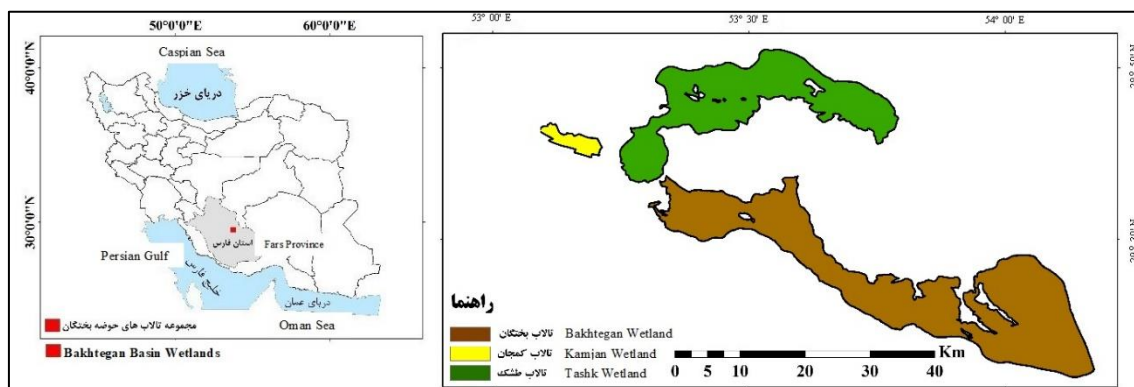 50°0'0"E 60°0'0"E
40°0'0"N
30°0'0"N
Caspian Sea
دریای خزر
استان فارس
Fars Province
Persian Gulf
خلیج فارس
دریای عمان
Oman Sea
مجموعه تالاب های حوضه بختگان
Bakhtegan Basin Wetlands
53° 00' E 53° 30' E 54° 00' E
راهنما
تالاب بختگان Bakhtegan Wetland
تالاب کمجان Kamjan Wetland
تالاب طشک Tashk Wetland
Km
0 5 10 20 30 40